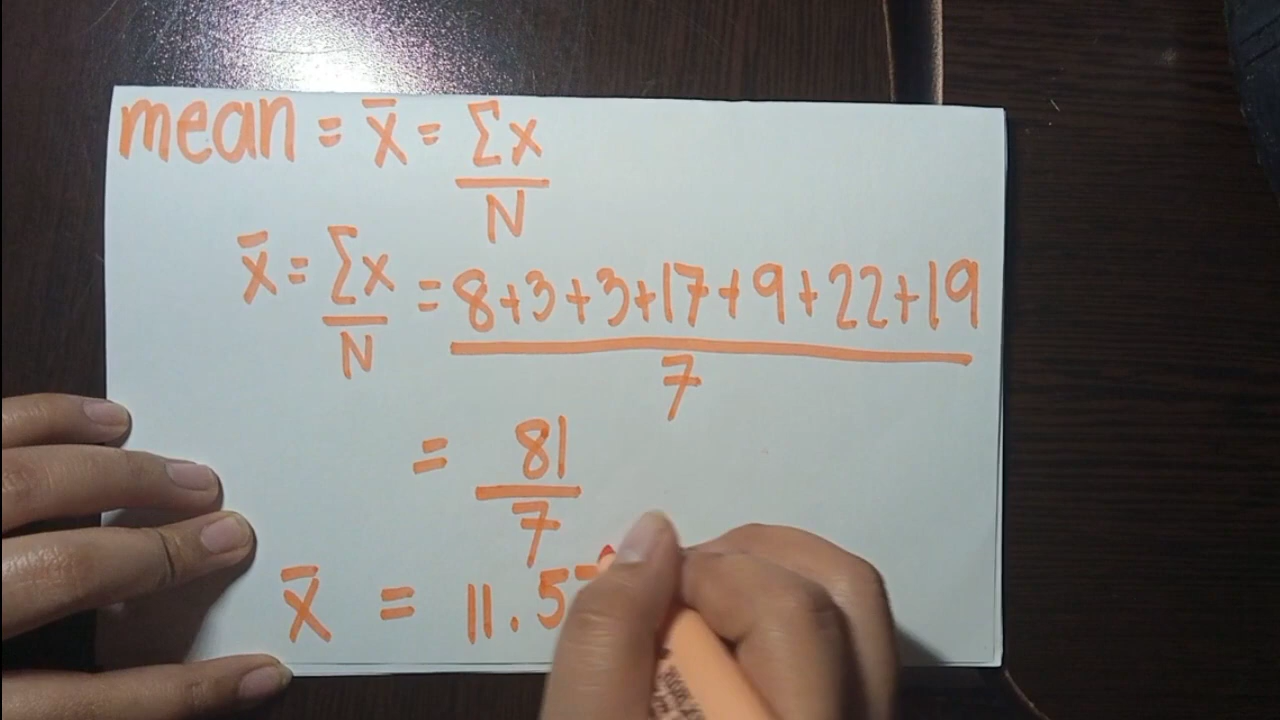 mean = x̄ = Σx / N
x̄ = Σx / N = 8+3+3+17+9+22+19 / 7
= 81 / 7
x̄ = 11.5